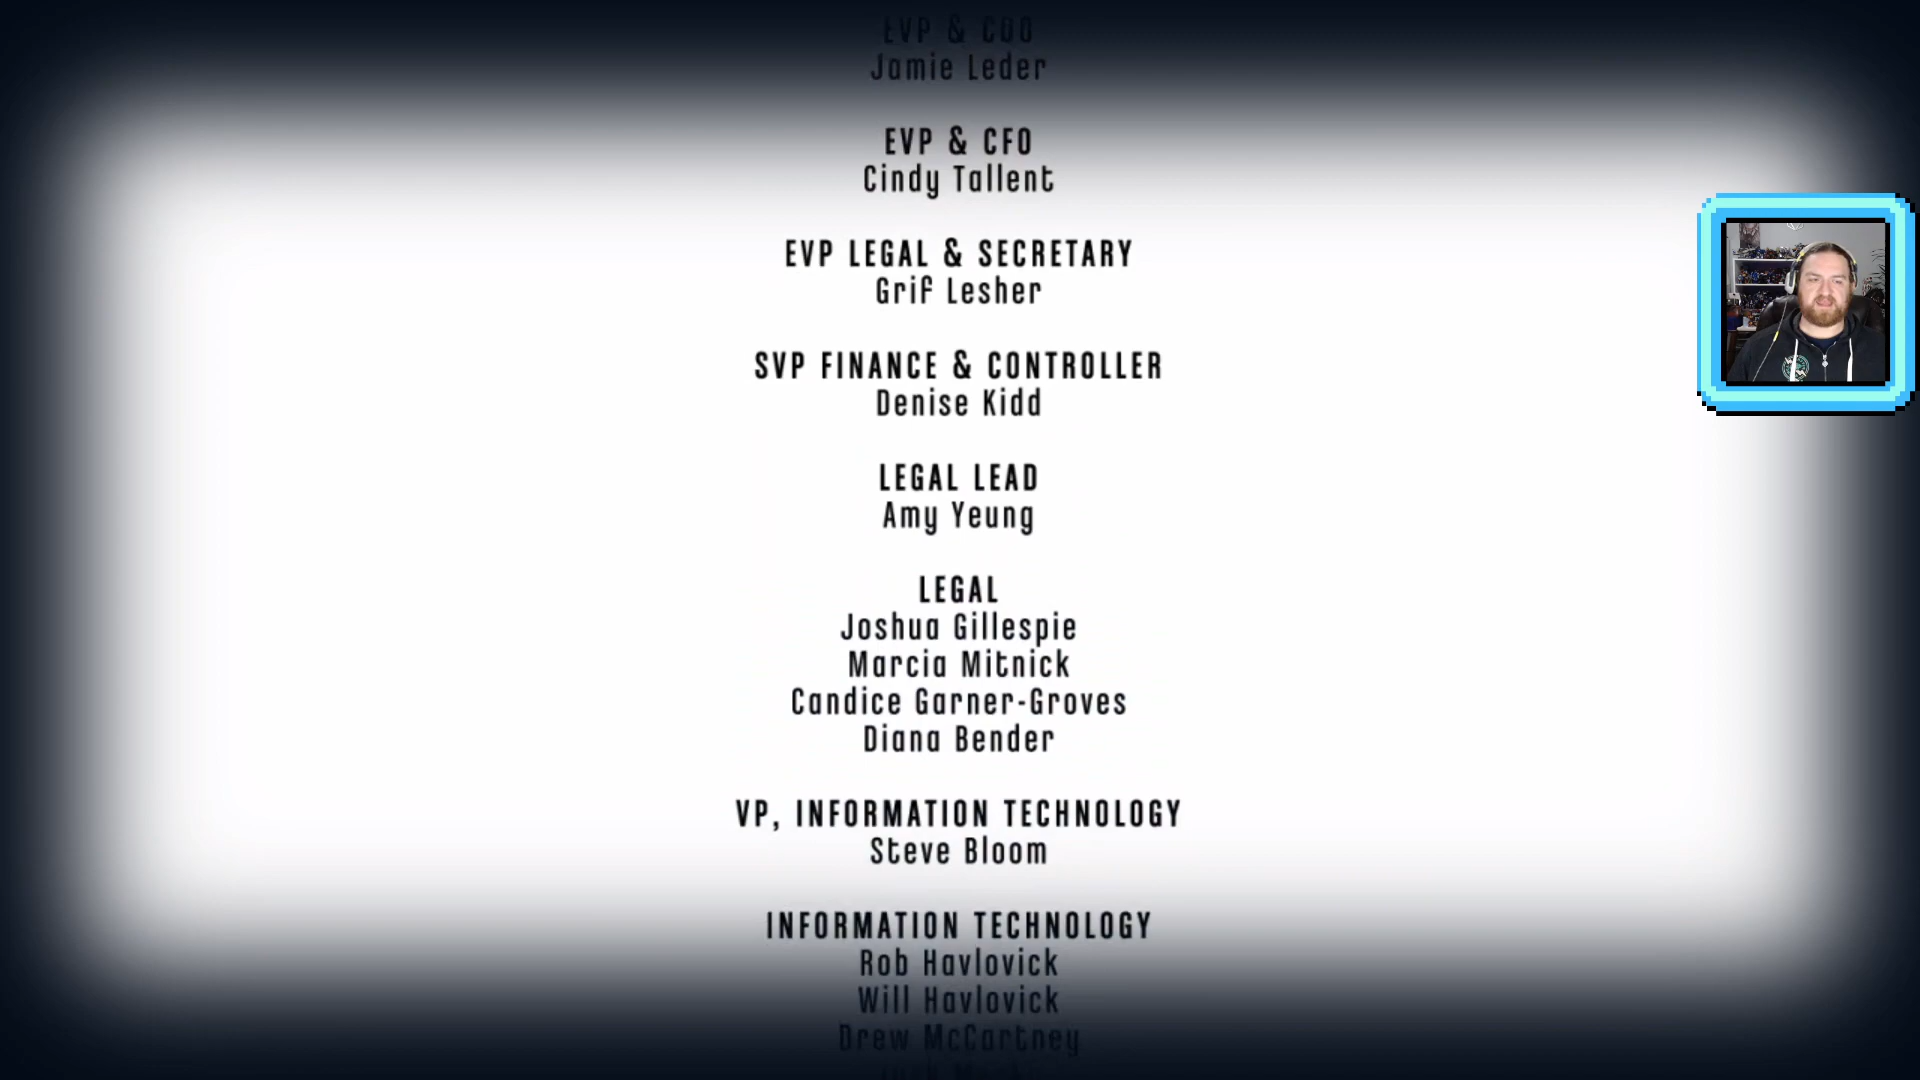 EVP & COO
Jamie Leder
EVP & CFO
Cindy Tallent
EVP LEGAL & SECRETARY
Grif Lesher
SVP FINANCE & CONTROLLER
Denise Kidd
LEGAL LEAD
Amy Yeung
LEGAL
Joshua Gillespie
Marcia Mitnick
Candice Garner-Groves
Diana Bender
VP, INFORMATION TECHNOLOGY
Steve Bloom
INFORMATION TECHNOLOGY
Rob Havlovick
Will Havlovick
Drew McCartney